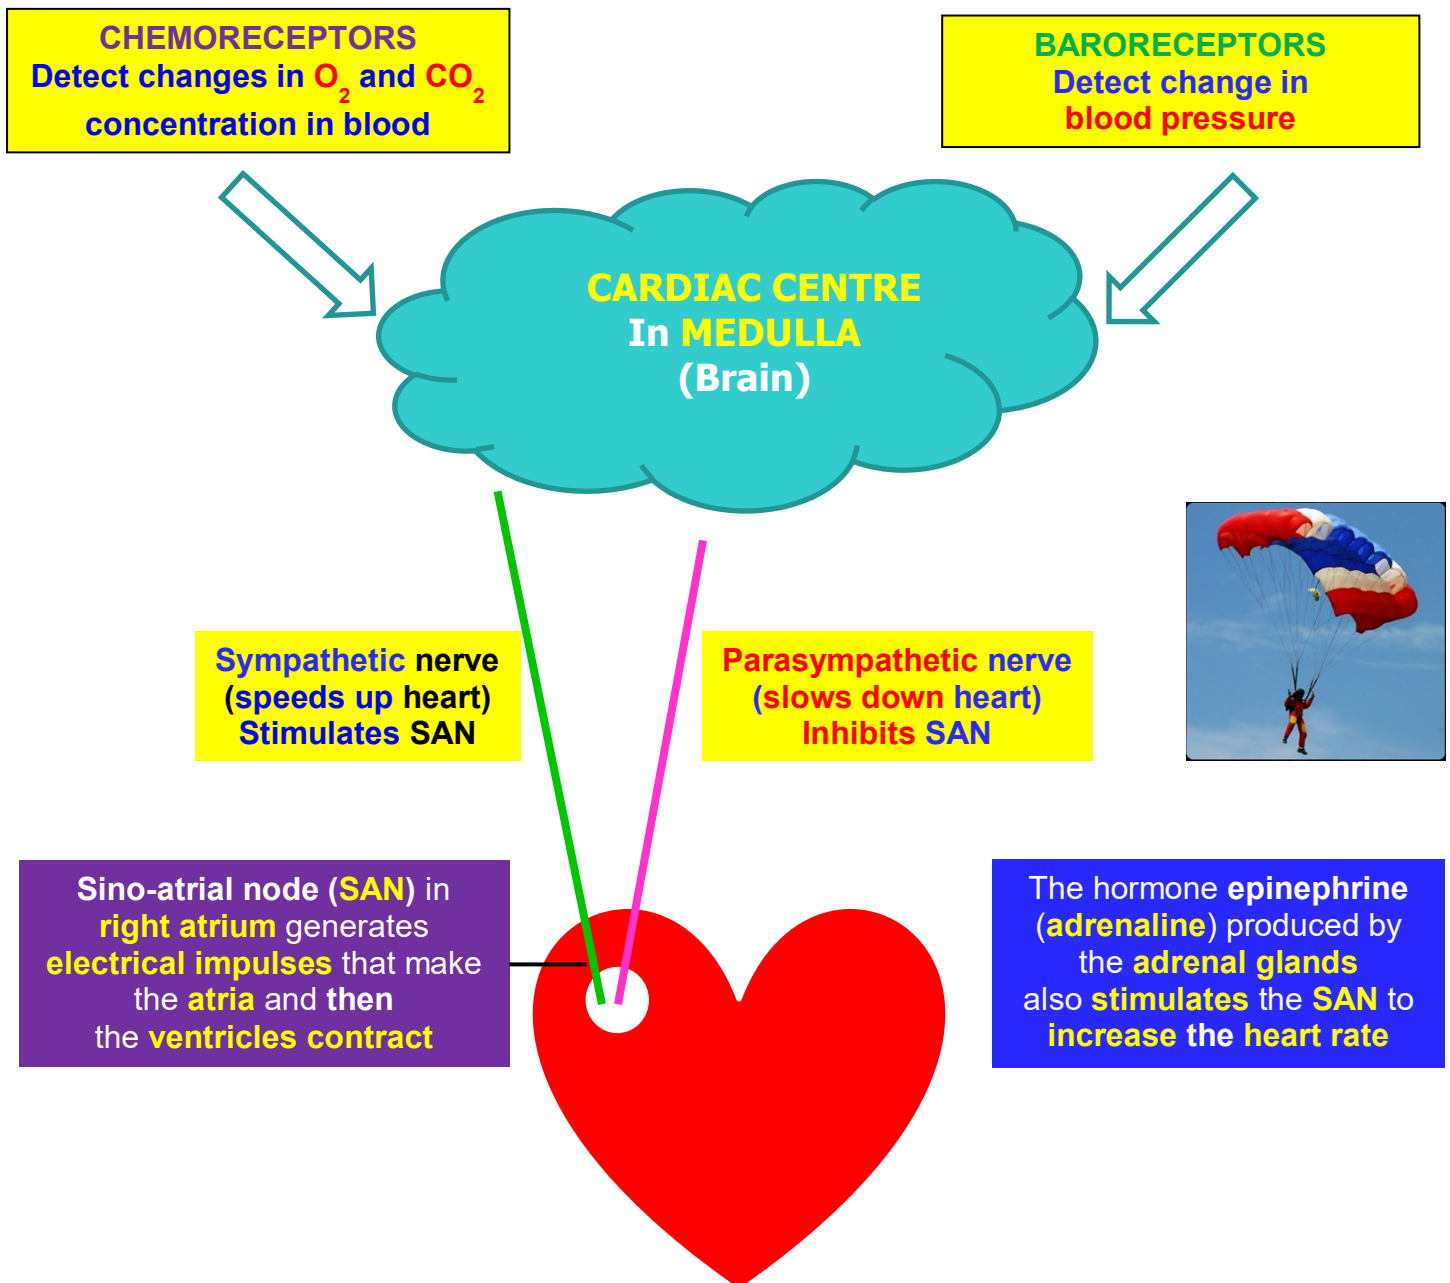 CHEMORECEPTORS
Detect changes in O₂ and CO₂
concentration in blood
BARORECEPTORS
Detect change in
blood pressure
CARDIAC CENTRE
In MEDULLA
(Brain)
Sympathetic nerve
(speeds up heart)
Stimulates SAN
Parasympathetic nerve
(slows down heart)
Inhibits SAN
Sino-atrial node (SAN) in
right atrium generates
electrical impulses that make
the atria and then
the ventricles contract
The hormone epinephrine
(adrenaline) produced by
the adrenal glands
also stimulates the SAN to
increase the heart rate